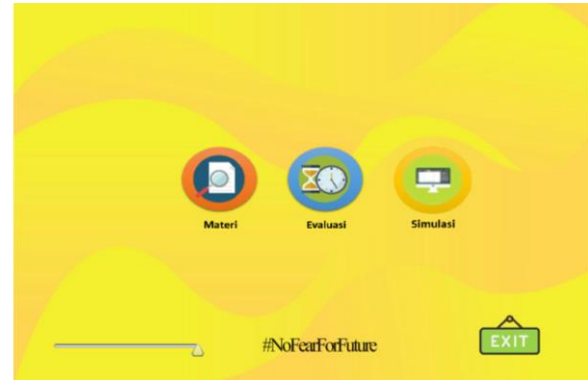 Materi
Evaluasi
Simulasi
#NoFearForFuture
EXIT